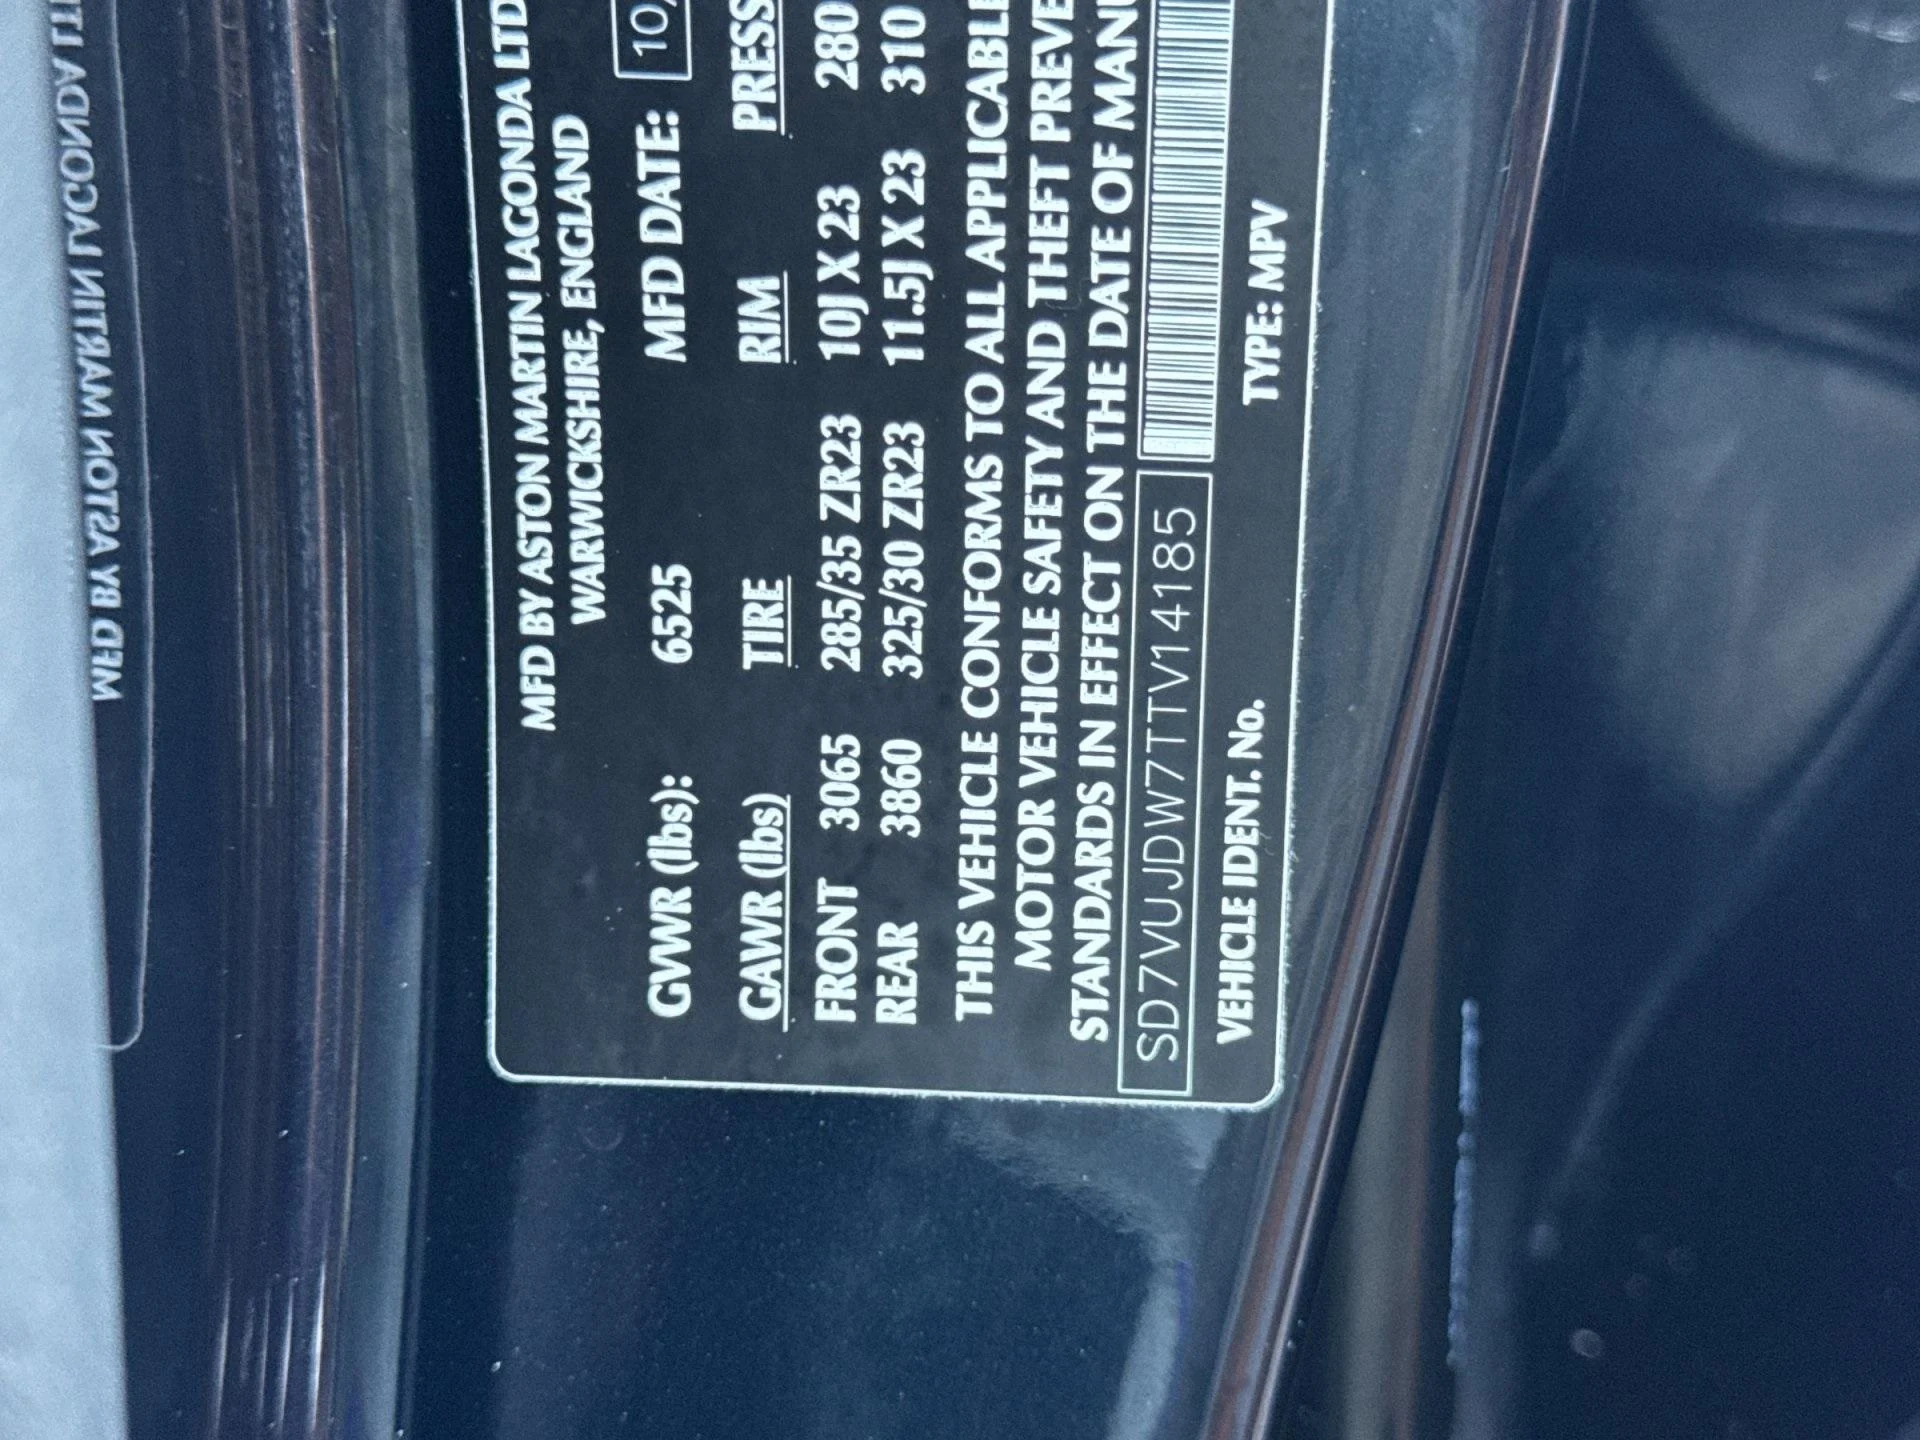 MFD BY ASTON MARTIN LAGONDA LTD
WARWICKSHIRE, ENGLAND
GVWR (lbs): 6525 MFD DATE: 10/
GAWR (lbs) TIRE RIM PRESS
FRONT 3065 285/35 ZR23 10J X 23 280
REAR 3860 325/30 ZR23 11.5J X 23 310
THIS VEHICLE CONFORMS TO ALL APPLICABLE
MOTOR VEHICLE SAFETY AND THEFT PREVE
STANDARDS IN EFFECT ON THE DATE OF MANU
SD7VUJDW7TTV14185
VEHICLE IDENT. No. TYPE: MPV
MFD BY ASTON MARTIN LAGONDA LTD